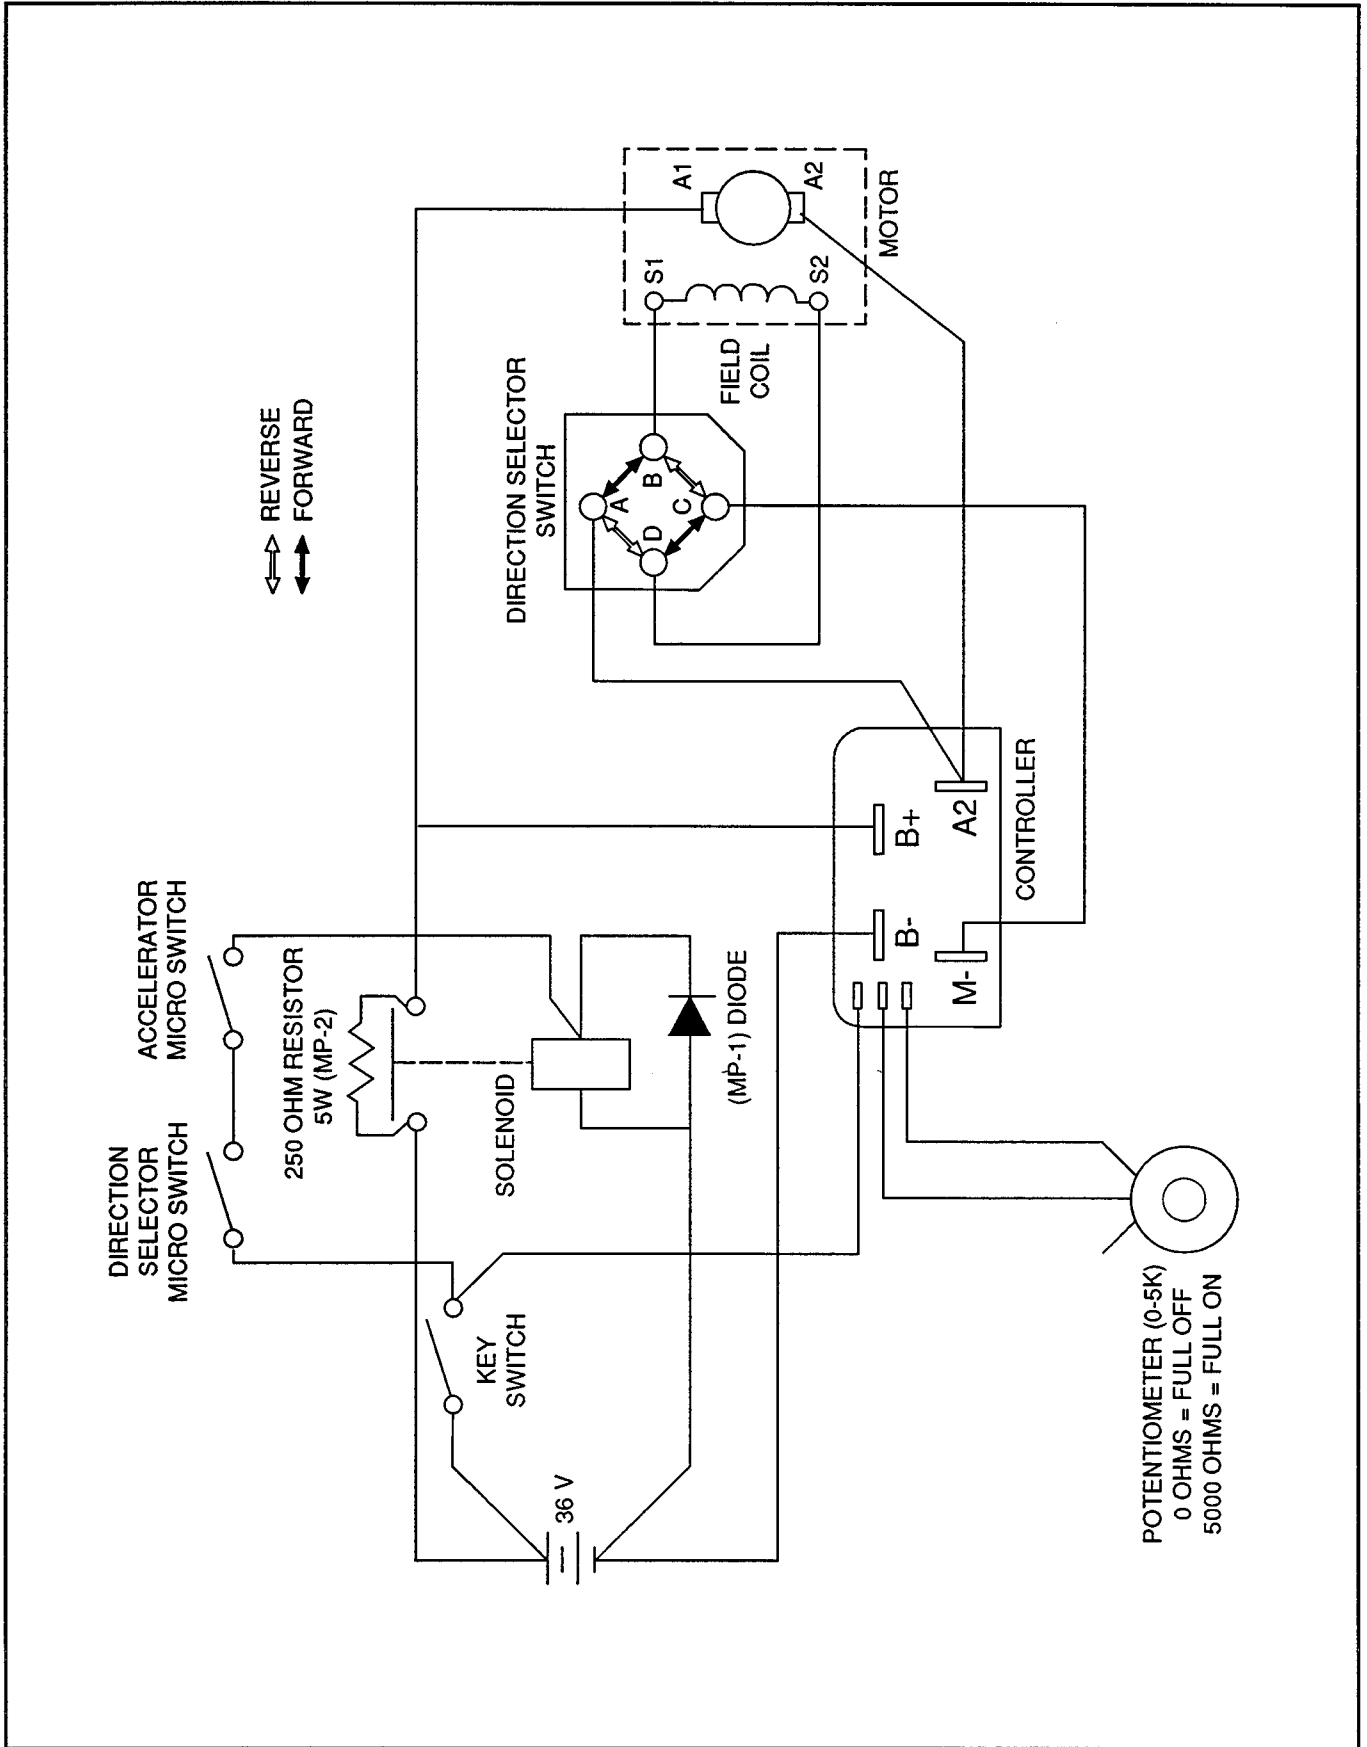 DIRECTION
SELECTOR
MICRO SWITCH
ACCELERATOR
MICRO SWITCH
REVERSE
FORWARD
250 OHM RESISTOR
5W (MP-2)
KEY
SWITCH
SOLENOID
DIRECTION SELECTOR
SWITCH
A
B
C
D
36 V
(MP-1) DIODE
FIELD
COIL
S1
S2
A1
A2
MOTOR
B-
B+
M-
A2
CONTROLLER
POTENTIOMETER (0-5K)
0 OHMS = FULL OFF
5000 OHMS = FULL ON